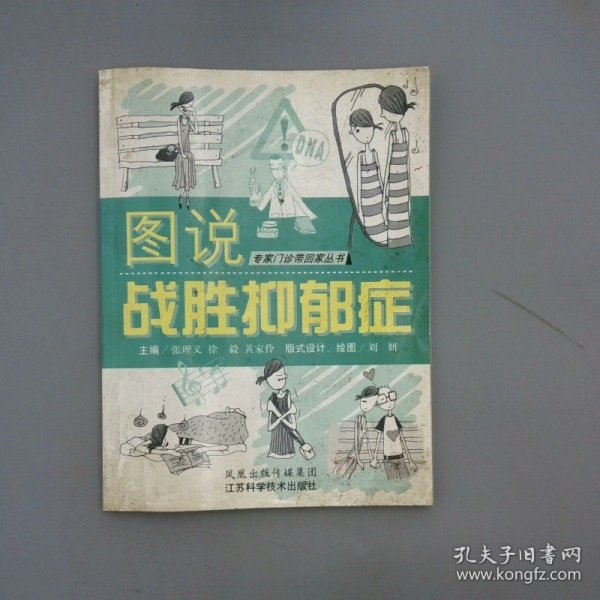 DNA
图说
专家门诊带回家丛书
战胜抑郁症
主编／张理义 徐 毅 黄家伶 版式设计、绘图／刘 妍
凤凰出版传媒集团
江苏科学技术出版社
孔夫子旧书网
www.kongfz.com